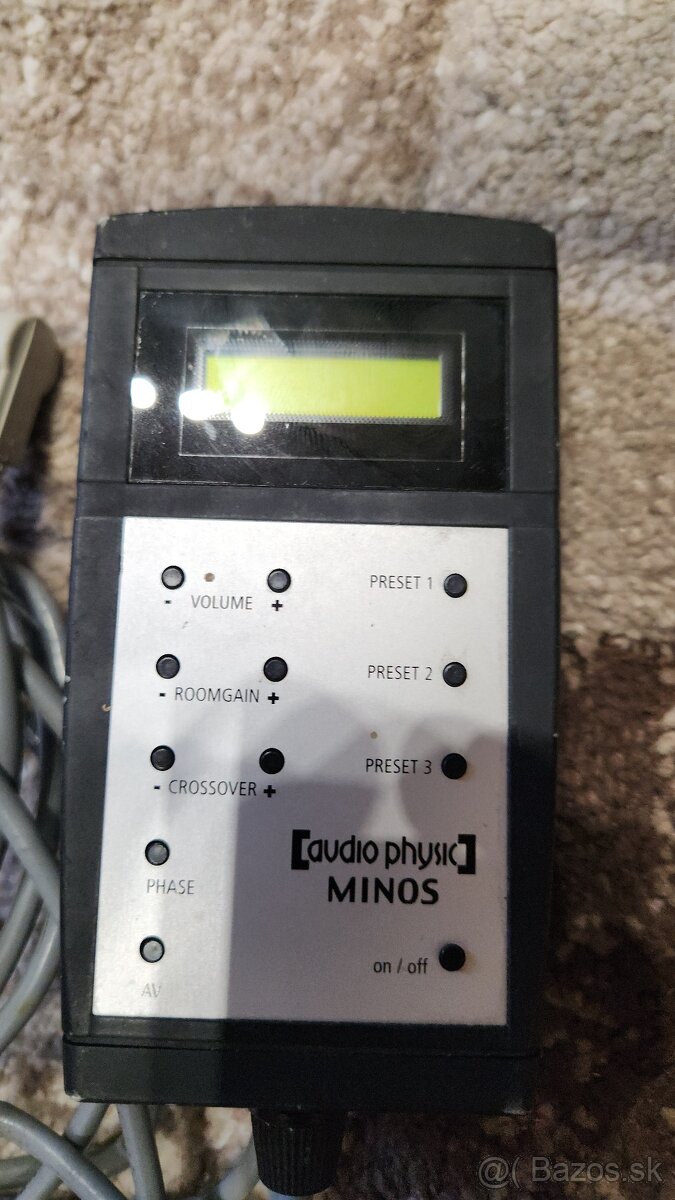 - VOLUME +
PRESET 1
- ROOMGAIN +
PRESET 2
- CROSSOVER +
PRESET 3
[audio physic]
MINOS
PHASE
on / off
AV
@( Bazos.sk